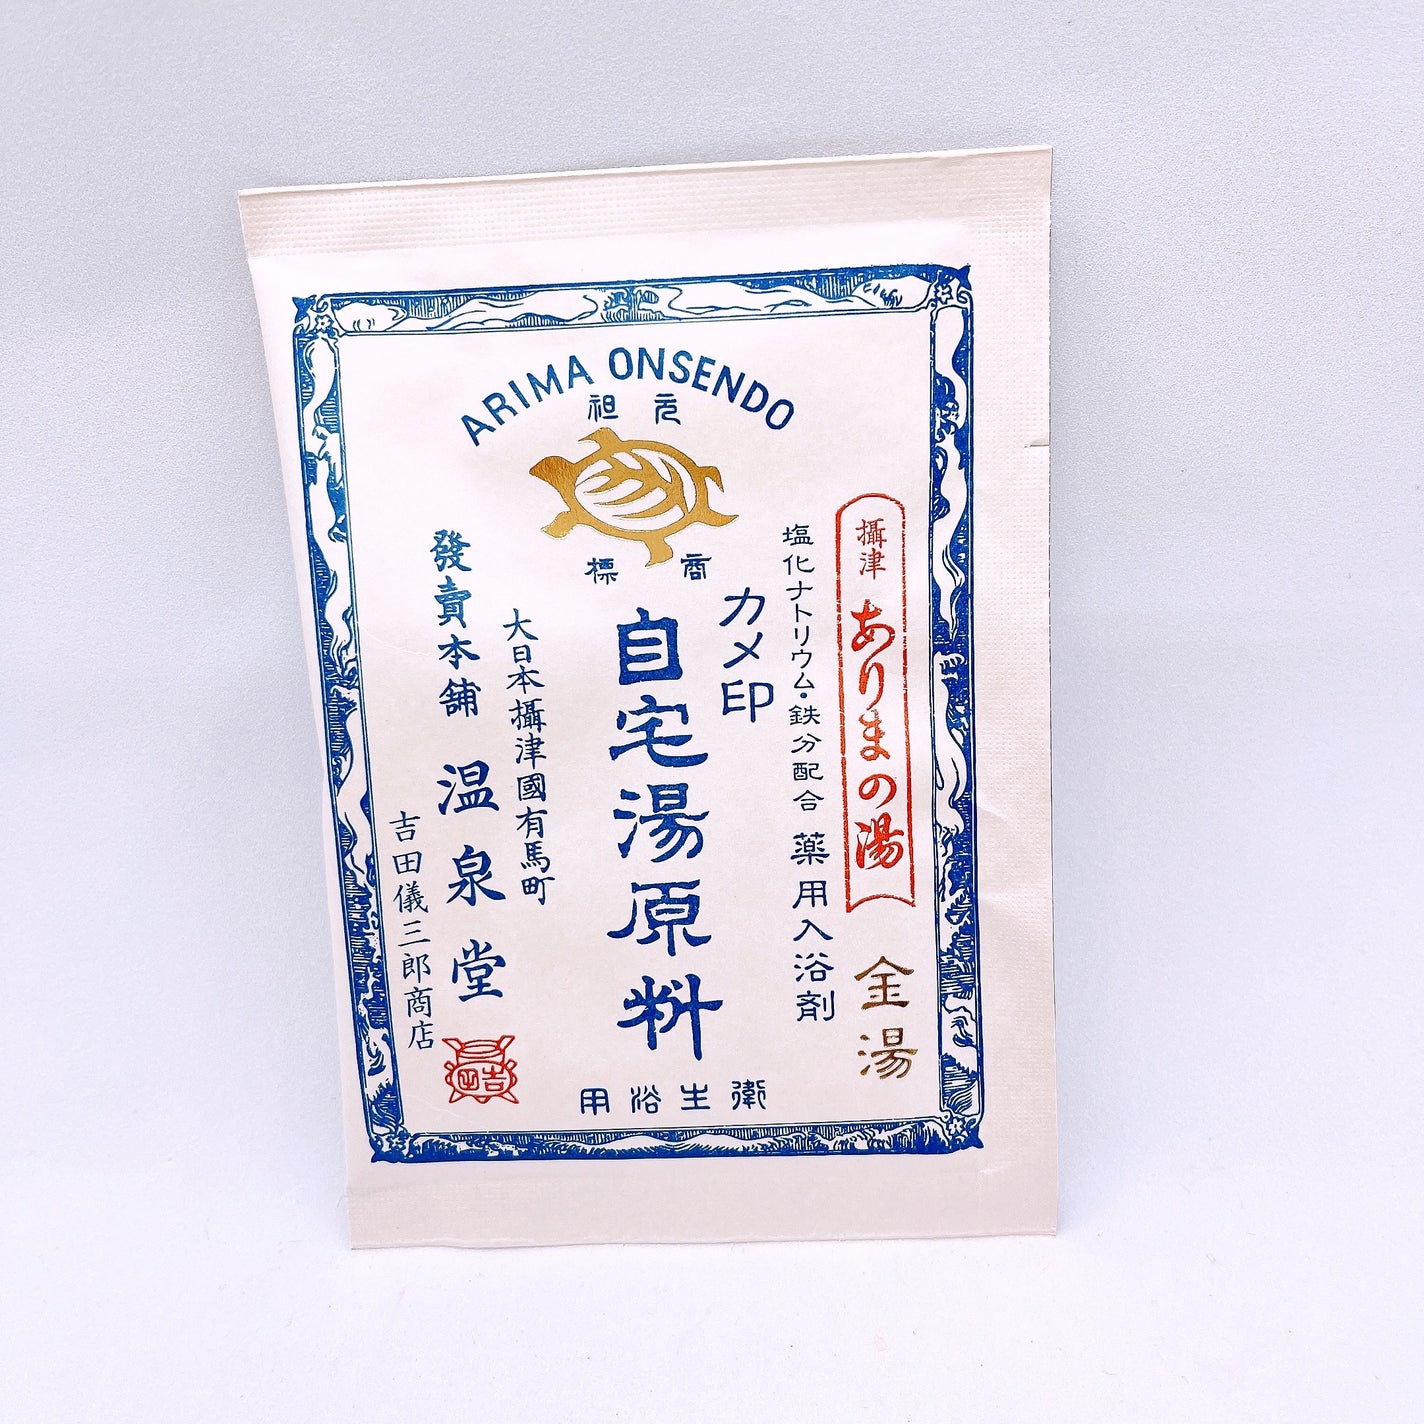 ARIMA ONSENDO
元祖
商標
攝津 ありまの湯 金湯
塩化ナトリウム・鉄分配合 薬用入浴剤
カメ印
自宅湯原料
大日本攝津國有馬町
發賣本舗 温泉堂
吉田儀三郎商店
吉田
衛生浴用